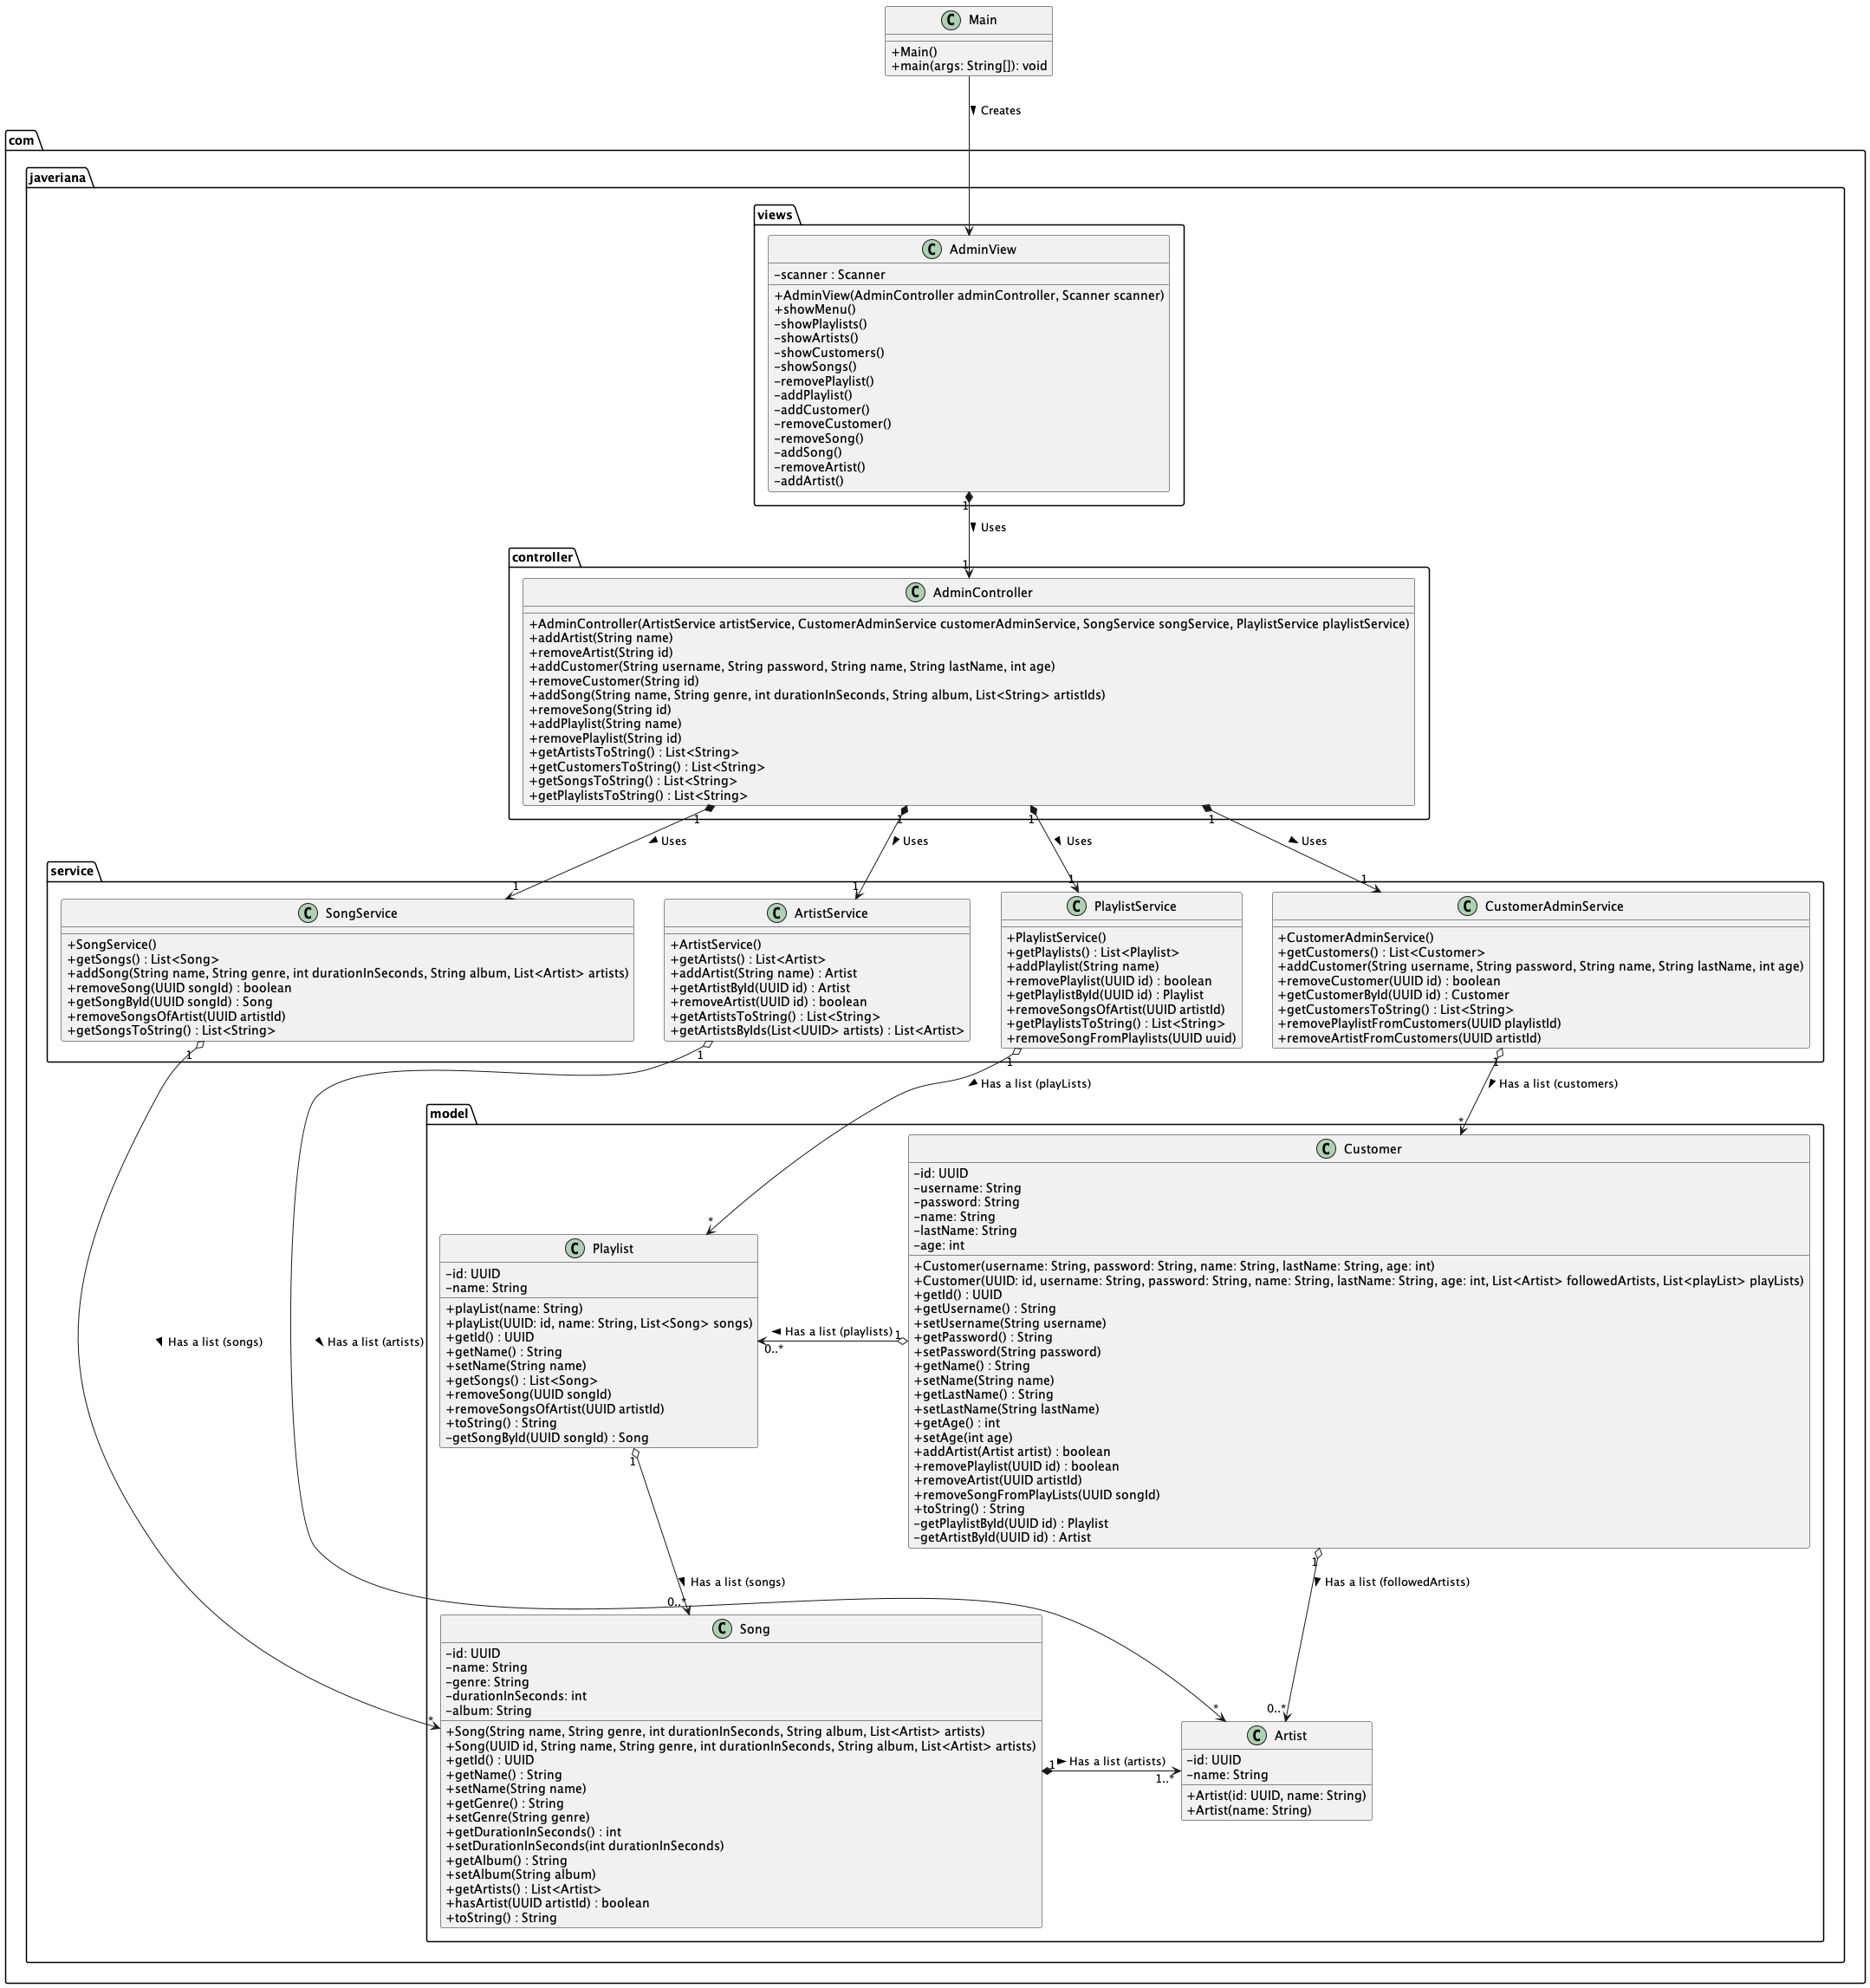 Main
+Main()
+main(args: String[]): void
Creates
com
javeriana
views
AdminView
-scanner : Scanner
+AdminView(AdminController adminController, Scanner scanner)
+showMenu()
-showPlaylists()
-showArtists()
-showCustomers()
-showSongs()
-removePlaylist()
-addPlaylist()
-addCustomer()
-removeCustomer()
-removeSong()
-addSong()
-removeArtist()
-addArtist()
1
Uses
1
controller
AdminController
+AdminController(ArtistService artistService, CustomerAdminService customerAdminService, SongService songService, PlaylistService playlistService)
+addArtist(String name)
+removeArtist(String id)
+addCustomer(String username, String password, String name, String lastName, int age)
+removeCustomer(String id)
+addSong(String name, String genre, int durationInSeconds, String album, List<String> artistIds)
+removeSong(String id)
+addPlaylist(String name)
+removePlaylist(String id)
+getArtistsToString() : List<String>
+getCustomersToString() : List<String>
+getSongsToString() : List<String>
+getPlaylistsToString() : List<String>
1 1 1 1
Uses Uses Uses Uses
1 1 1 1
service
SongService
+SongService()
+getSongs() : List<Song>
+addSong(String name, String genre, int durationInSeconds, String album, List<Artist> artists)
+removeSong(UUID songId) : boolean
+getSongById(UUID songId) : Song
+removeSongsOfArtist(UUID artistId)
+getSongsToString() : List<String>
ArtistService
+ArtistService()
+getArtists() : List<Artist>
+addArtist(String name) : Artist
+getArtistById(UUID id) : Artist
+removeArtist(UUID id) : boolean
+getArtistsToString() : List<String>
+getArtistsByIds(List<UUID> artists) : List<Artist>
PlaylistService
+PlaylistService()
+getPlaylists() : List<Playlist>
+addPlaylist(String name)
+removePlaylist(UUID id) : boolean
+getPlaylistById(UUID id) : Playlist
+removeSongsOfArtist(UUID artistId)
+getPlaylistsToString() : List<String>
+removeSongFromPlaylists(UUID uuid)
CustomerAdminService
+CustomerAdminService()
+getCustomers() : List<Customer>
+addCustomer(String username, String password, String name, String lastName, int age)
+removeCustomer(UUID id) : boolean
+getCustomerById(UUID id) : Customer
+getCustomersToString() : List<String>
+removePlaylistFromCustomers(UUID playlistId)
+removeArtistFromCustomers(UUID artistId)
1 1 1 1
Has a list (playLists)
Has a list (customers)
model
*
Customer
-id: UUID
-username: String
-password: String
-name: String
-lastName: String
-age: int
+Customer(username: String, password: String, name: String, lastName: String, age: int)
+Customer(UUID: id, username: String, password: String, name: String, lastName: String, age: int, List<Artist> followedArtists, List<playList> playLists)
+getId() : UUID
+getUsername() : String
+setUsername(String username)
+getPassword() : String
+setPassword(String password)
+getName() : String
+setName(String name)
+getLastName() : String
+setLastName(String lastName)
+getAge() : int
+setAge(int age)
+addArtist(Artist artist) : boolean
+removePlaylist(UUID id) : boolean
+removeArtist(UUID artistId)
+removeSongFromPlayLists(UUID songId)
+toString() : String
-getPlaylistById(UUID id) : Playlist
-getArtistById(UUID id) : Artist
*
Playlist
-id: UUID
-name: String
+playList(name: String)
+playList(UUID: id, name: String, List<Song> songs)
+getId() : UUID
+getName() : String
+setName(String name)
+getSongs() : List<Song>
+removeSong(UUID songId)
+removeSongsOfArtist(UUID artistId)
+toString() : String
-getSongById(UUID songId) : Song
Has a list (playlists) 1
0..*
Has a list (songs)
Has a list (artists)
1
Has a list (songs)
0..*
1
Has a list (followedArtists)
0..*
*
*
Song
-id: UUID
-name: String
-genre: String
-durationInSeconds: int
-album: String
+Song(String name, String genre, int durationInSeconds, String album, List<Artist> artists)
+Song(UUID id, String name, String genre, int durationInSeconds, String album, List<Artist> artists)
+getId() : UUID
+getName() : String
+setName(String name)
+getGenre() : String
+setGenre(String genre)
+getDurationInSeconds() : int
+setDurationInSeconds(int durationInSeconds)
+getAlbum() : String
+setAlbum(String album)
+getArtists() : List<Artist>
+hasArtist(UUID artistId) : boolean
+toString() : String
1 Has a list (artists)
1..*
Artist
-id: UUID
-name: String
+Artist(id: UUID, name: String)
+Artist(name: String)